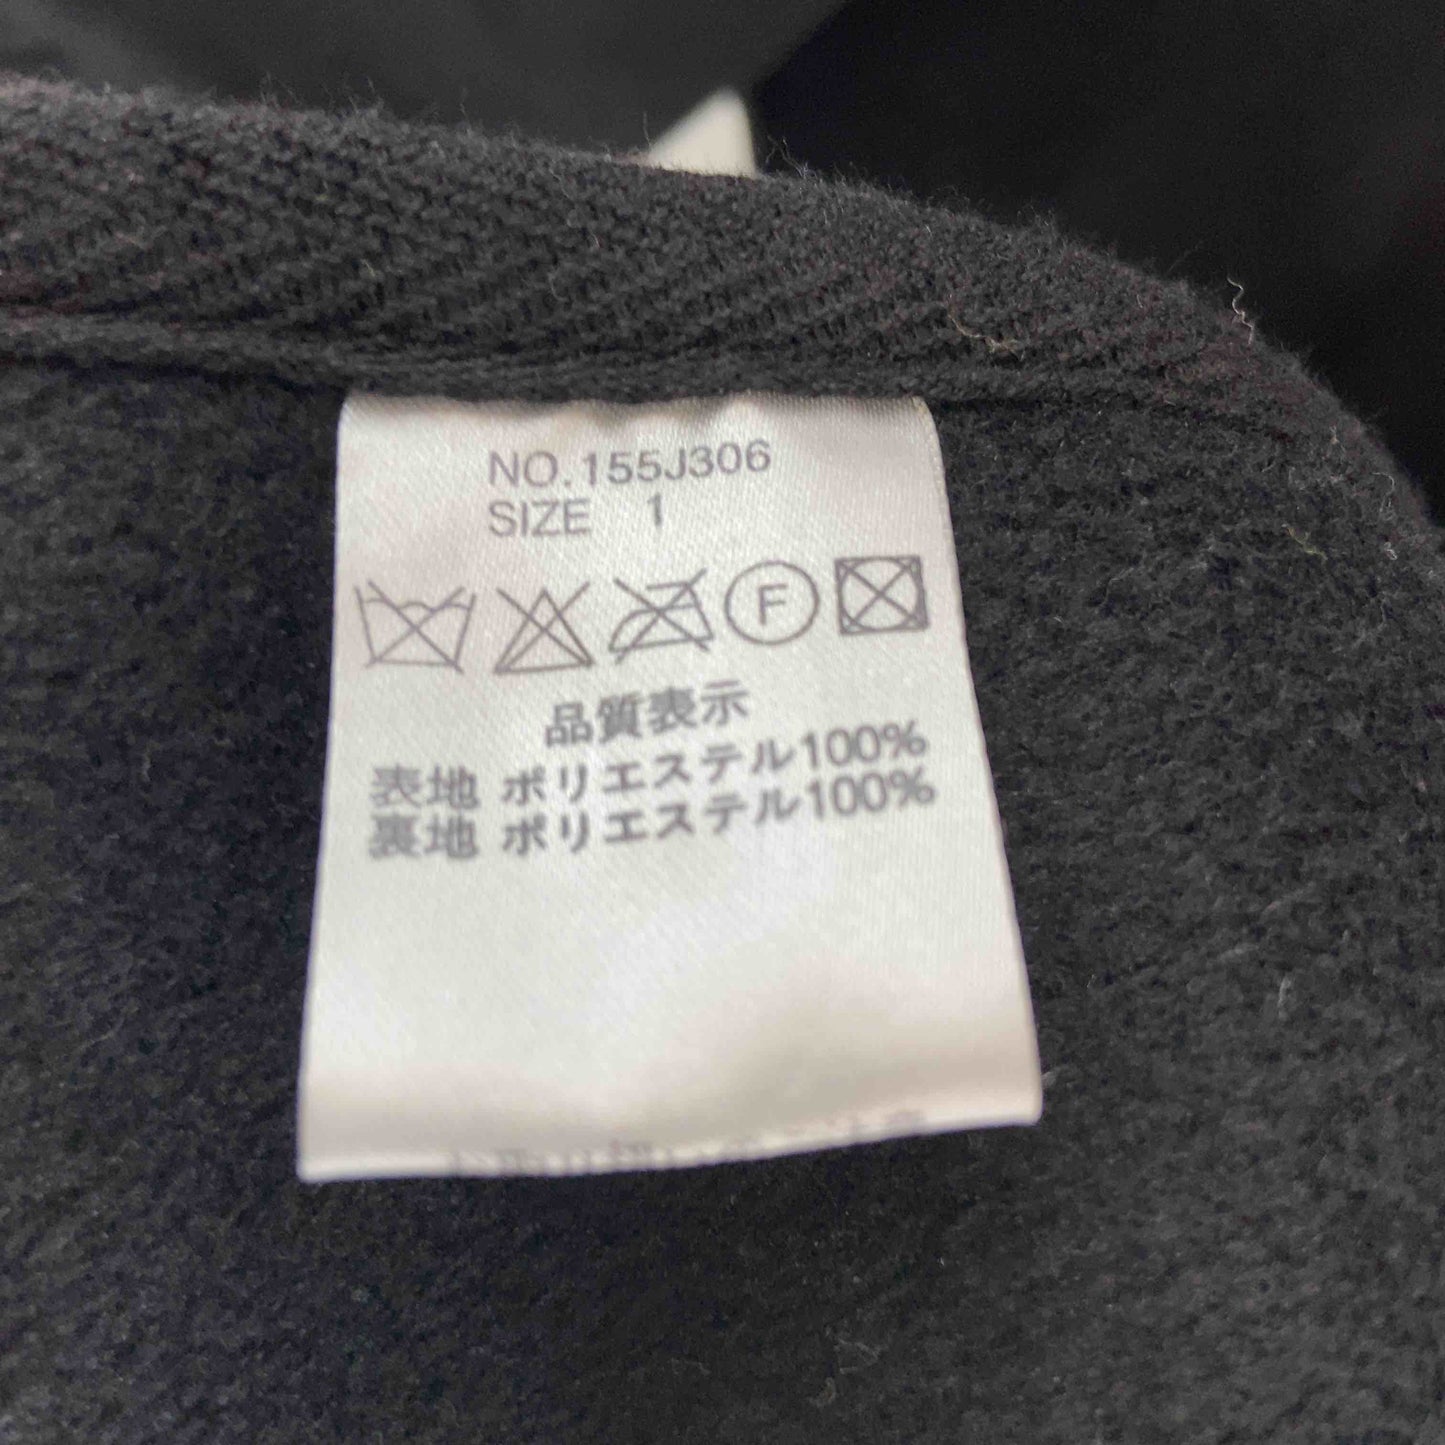 NO.155J306
SIZE 1
F
品質表示
表地 ポリエステル100%
裏地 ポリエステル100%